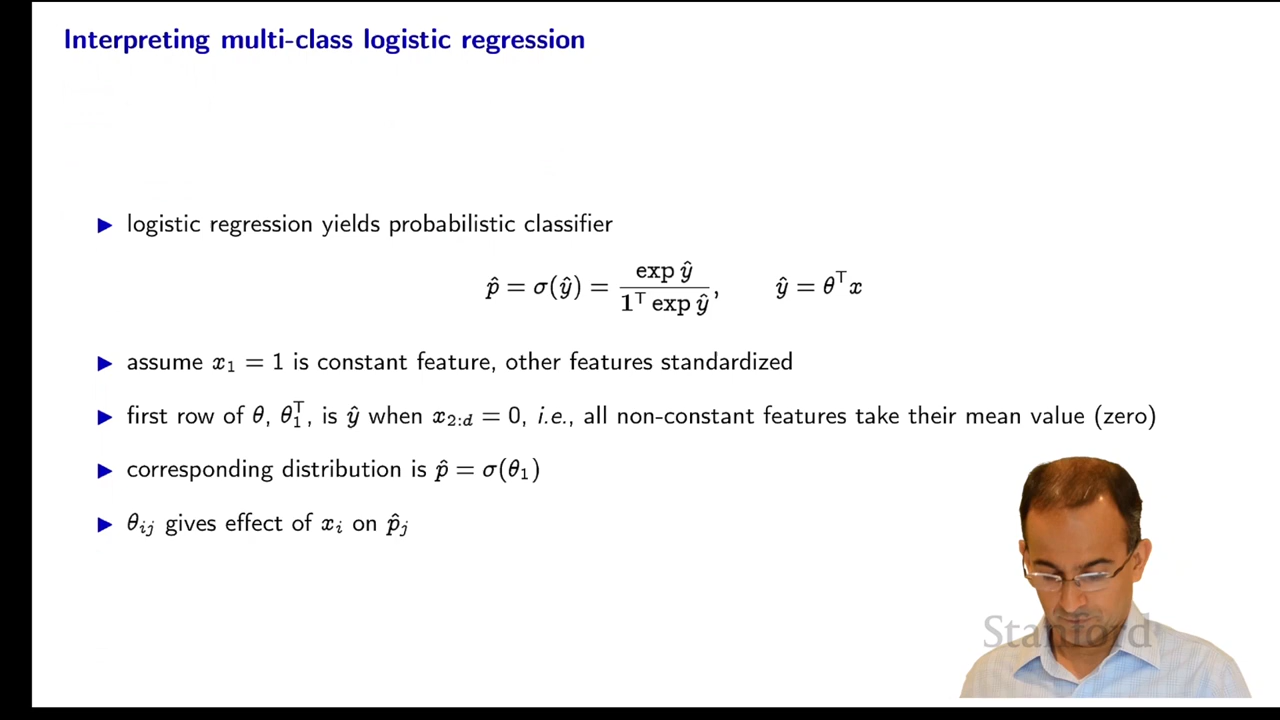 Interpreting multi-class logistic regression
▶ logistic regression yields probabilistic classifier
p̂ = σ(ŷ) = exp ŷ / 1ᵀ exp ŷ, ŷ = θᵀx
▶ assume x₁ = 1 is constant feature, other features standardized
▶ first row of θ, θ₁ᵀ, is ŷ when x₂:d = 0, i.e., all non-constant features take their mean value (zero)
▶ corresponding distribution is p̂ = σ(θ₁)
▶ θᵢⱼ gives effect of xᵢ on p̂ⱼ
Stanford